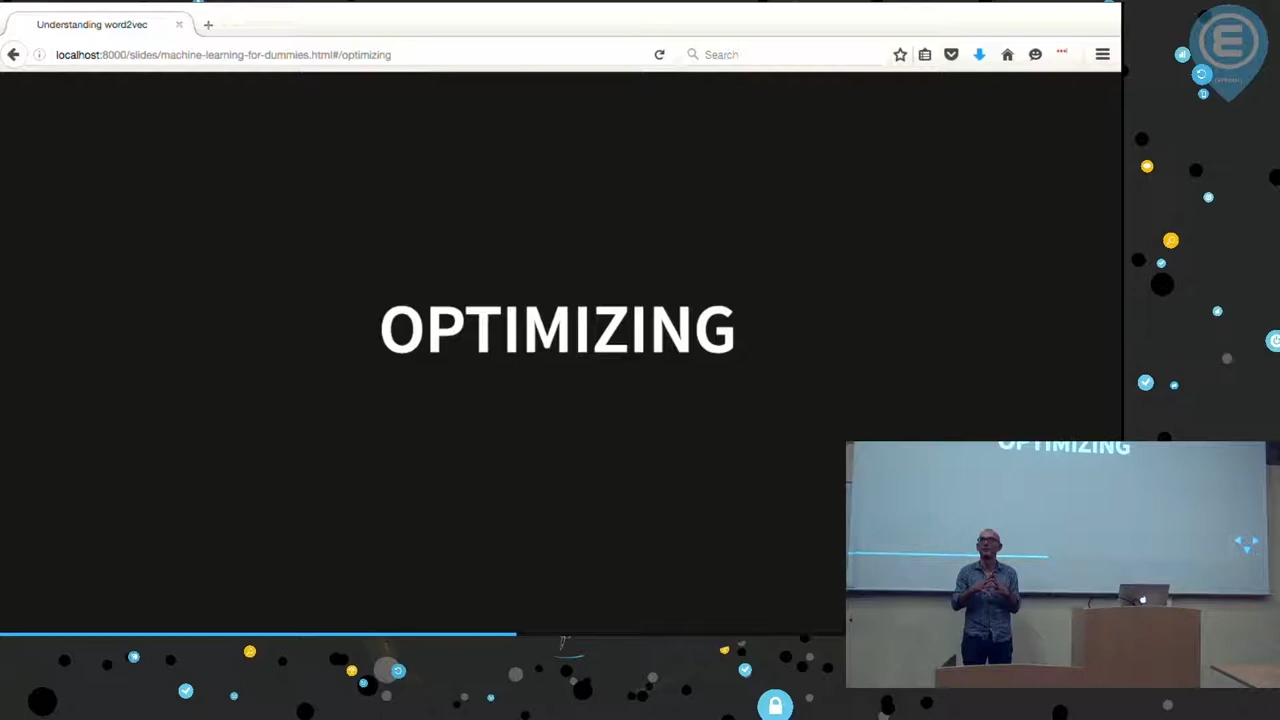 Understanding word2vec
localhost:8000/slides/machine-learning-for-dummies.html#/optimizing
Search
OPTIMIZING
OPTIMIZING